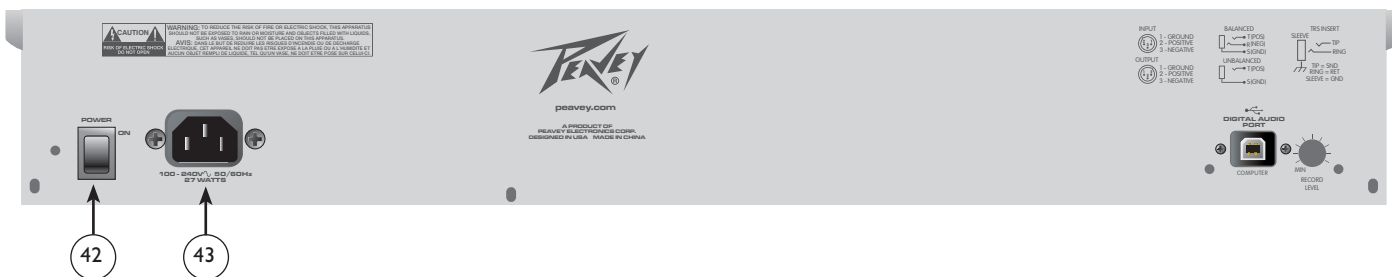 CAUTION
RISK OF ELECTRIC SHOCK
DO NOT OPEN
WARNING: TO REDUCE THE RISK OF FIRE OR ELECTRIC SHOCK, THIS APPARATUS
SHOULD NOT BE EXPOSED TO RAIN OR MOISTURE AND OBJECTS FILLED WITH LIQUIDS,
SUCH AS VASES, SHOULD NOT BE PLACED ON THIS APPARATUS.
AVIS: DANS LE BUT DE REDUIRE LES RISQUES D'INCENDIE OU DE DECHARGE
ELECTRIQUE, CET APPAREIL NE DOIT PAS ETRE EXPOSE A LA PLUIE OU A L'HUMIDITE ET
AUCUN OBJET REMPLI DE LIQUIDE, TEL QU'UN VASE, NE DOIT ETRE POSE SUR CELUI-CI.
PEAVEY
®
peavey.com
A PRODUCT OF
PEAVEY ELECTRONICS CORP.
DESIGNED IN USA MADE IN CHINA
INPUT
1 - GROUND
2 - POSITIVE
3 - NEGATIVE
OUTPUT
1 - GROUND
2 - POSITIVE
3 - NEGATIVE
BALANCED
T(POS)
R(NEG)
S(GND)
UNBALANCED
T(POS)
S(GND)
TRS INSERT
SLEEVE
TIP
RING
TIP = SND
RING = RET
SLEEVE = GND
POWER
ON
100-240V 50/60Hz
27 WATTS
DIGITAL AUDIO
PORT
COMPUTER
MIN
RECORD
LEVEL
42
43